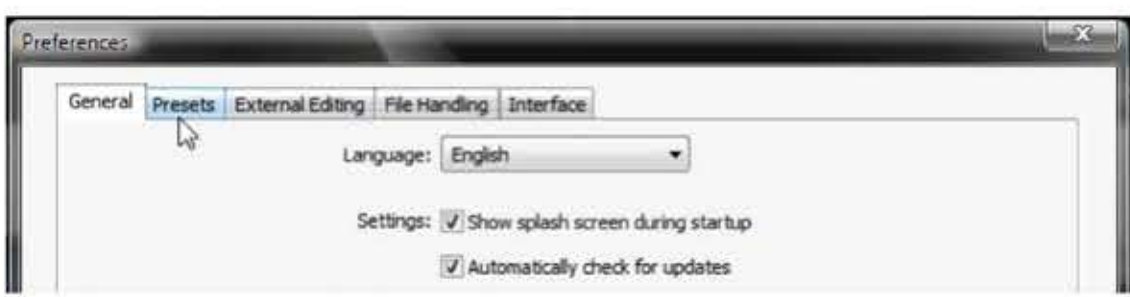 Preferences
General Presets External Editing File Handling Interface
Language: English
Settings: Show splash screen during startup
Automatically check for updates